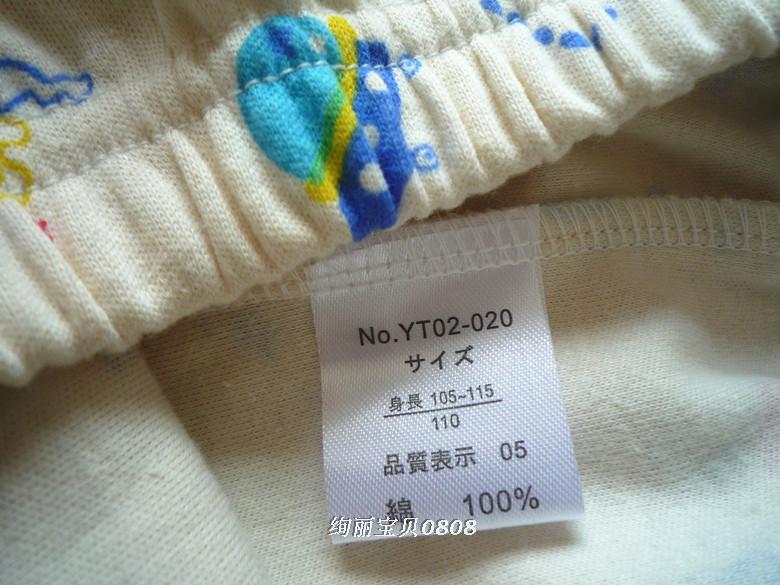 No.YT02-020
サイズ
身長 105~115
110
品質表示 05
綿 100%
绚丽宝贝0808